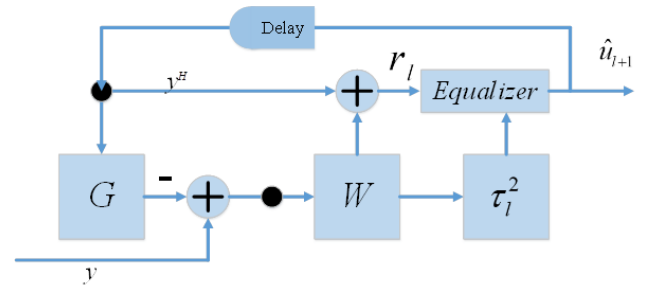 Delay
û_{l+1}
y^H
+
r_l
Equalizer
G
-
+
W
τ_l^2
y